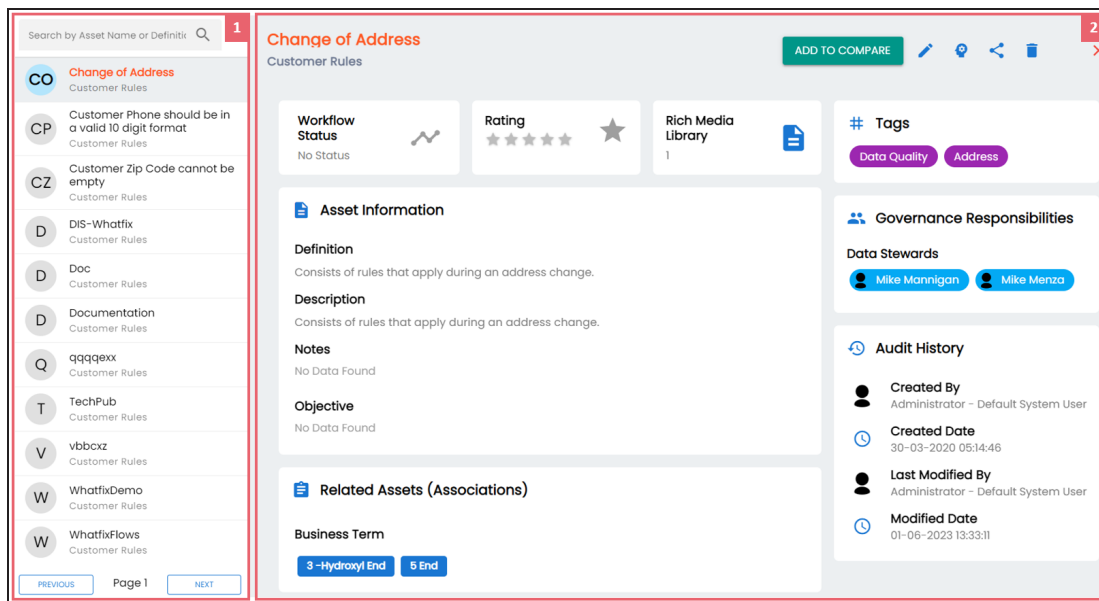 Search by Asset Name or Definitic
1
CO
Change of Address
Customer Rules
CP
Customer Phone should be in
a valid 10 digit format
Customer Rules
CZ
Customer Zip Code cannot be
empty
Customer Rules
D
DIS-Whatfix
Customer Rules
D
Doc
Customer Rules
D
Documentation
Customer Rules
Q
qqqqexx
Customer Rules
T
TechPub
Customer Rules
V
vbbcxz
Customer Rules
W
WhatfixDemo
Customer Rules
W
WhatfixFlows
Customer Rules
PREVIOUS
Page 1
NEXT
2
Change of Address
Customer Rules
ADD TO COMPARE
Workflow
Status
No Status
Rating
Rich Media
Library
1
Asset Information
Definition
Consists of rules that apply during an address change.
Description
Consists of rules that apply during an address change.
Notes
No Data Found
Objective
No Data Found
Related Assets (Associations)
Business Term
3 -Hydroxyl End
5 End
# Tags
Data Quality
Address
Governance Responsibilities
Data Stewards
Mike Mannigan
Mike Menza
Audit History
Created By
Administrator - Default System User
Created Date
30-03-2020 05:14:46
Last Modified By
Administrator - Default System User
Modified Date
01-06-2023 13:33:11